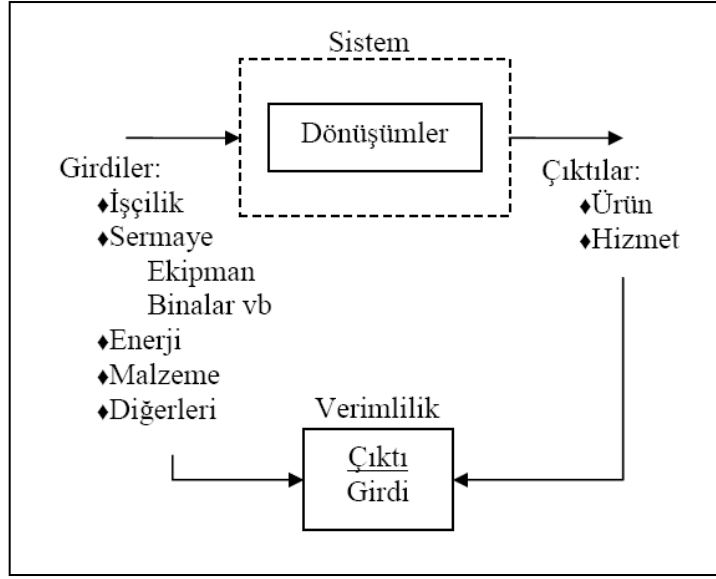 Sistem
Dönüşümler
Girdiler:
♦İşçilik
♦Sermaye
Ekipman
Binalar vb
♦Enerji
♦Malzeme
♦Diğerleri
Çıktılar:
♦Ürün
♦Hizmet
Verimlilik
Çıktı
Girdi